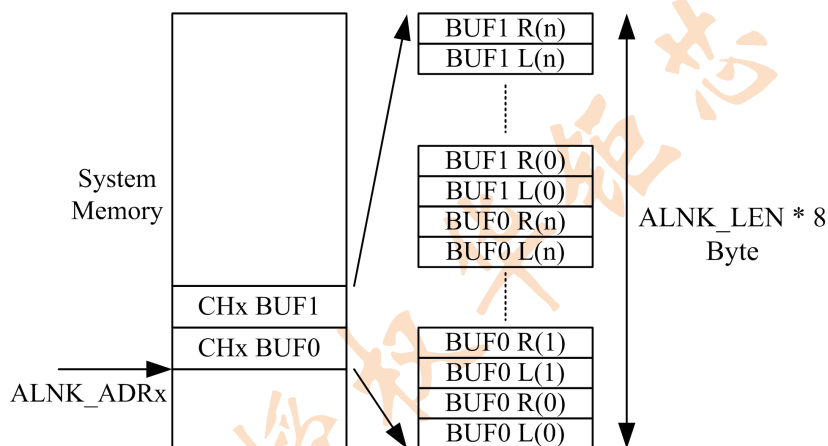 System
Memory
CHx BUF1
CHx BUF0
ALNK_ADRx
BUF1 R(n)
BUF1 L(n)
BUF1 R(0)
BUF1 L(0)
BUF0 R(n)
BUF0 L(n)
BUF0 R(1)
BUF0 L(1)
BUF0 R(0)
BUF0 L(0)
ALNK_LEN * 8
Byte